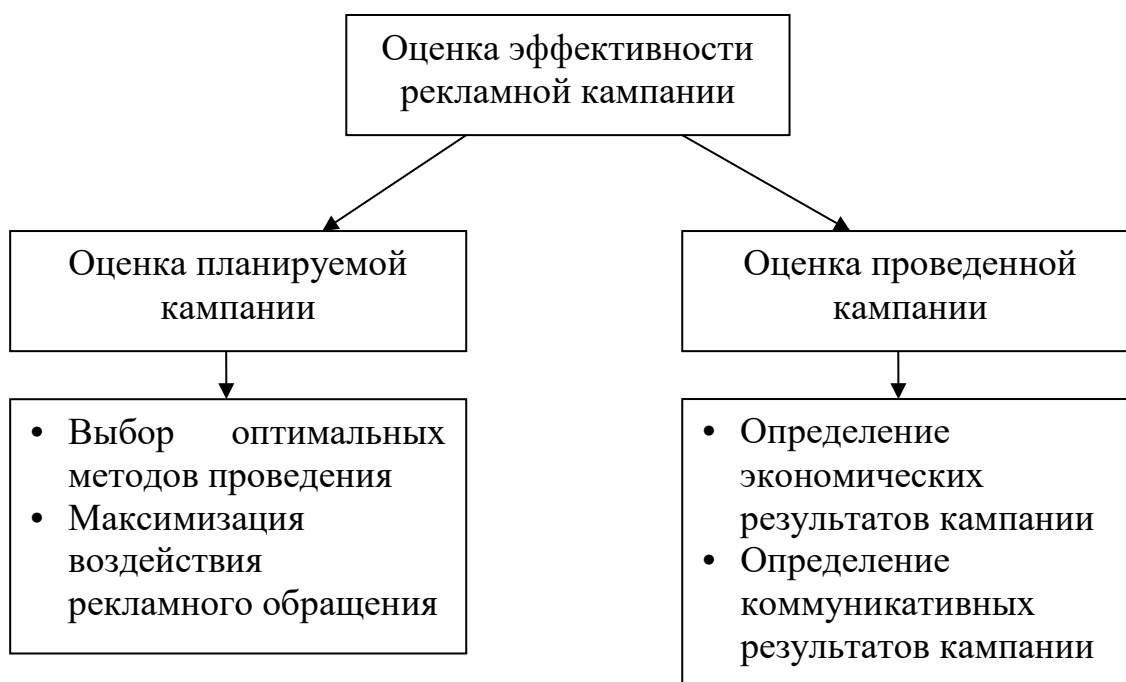 Оценка эффективности
рекламной кампании
Оценка планируемой
кампании
Оценка проведенной
кампании
• Выбор оптимальных
методов проведения
• Максимизация
воздействия
рекламного обращения
• Определение
экономических
результатов кампании
• Определение
коммуникативных
результатов кампании